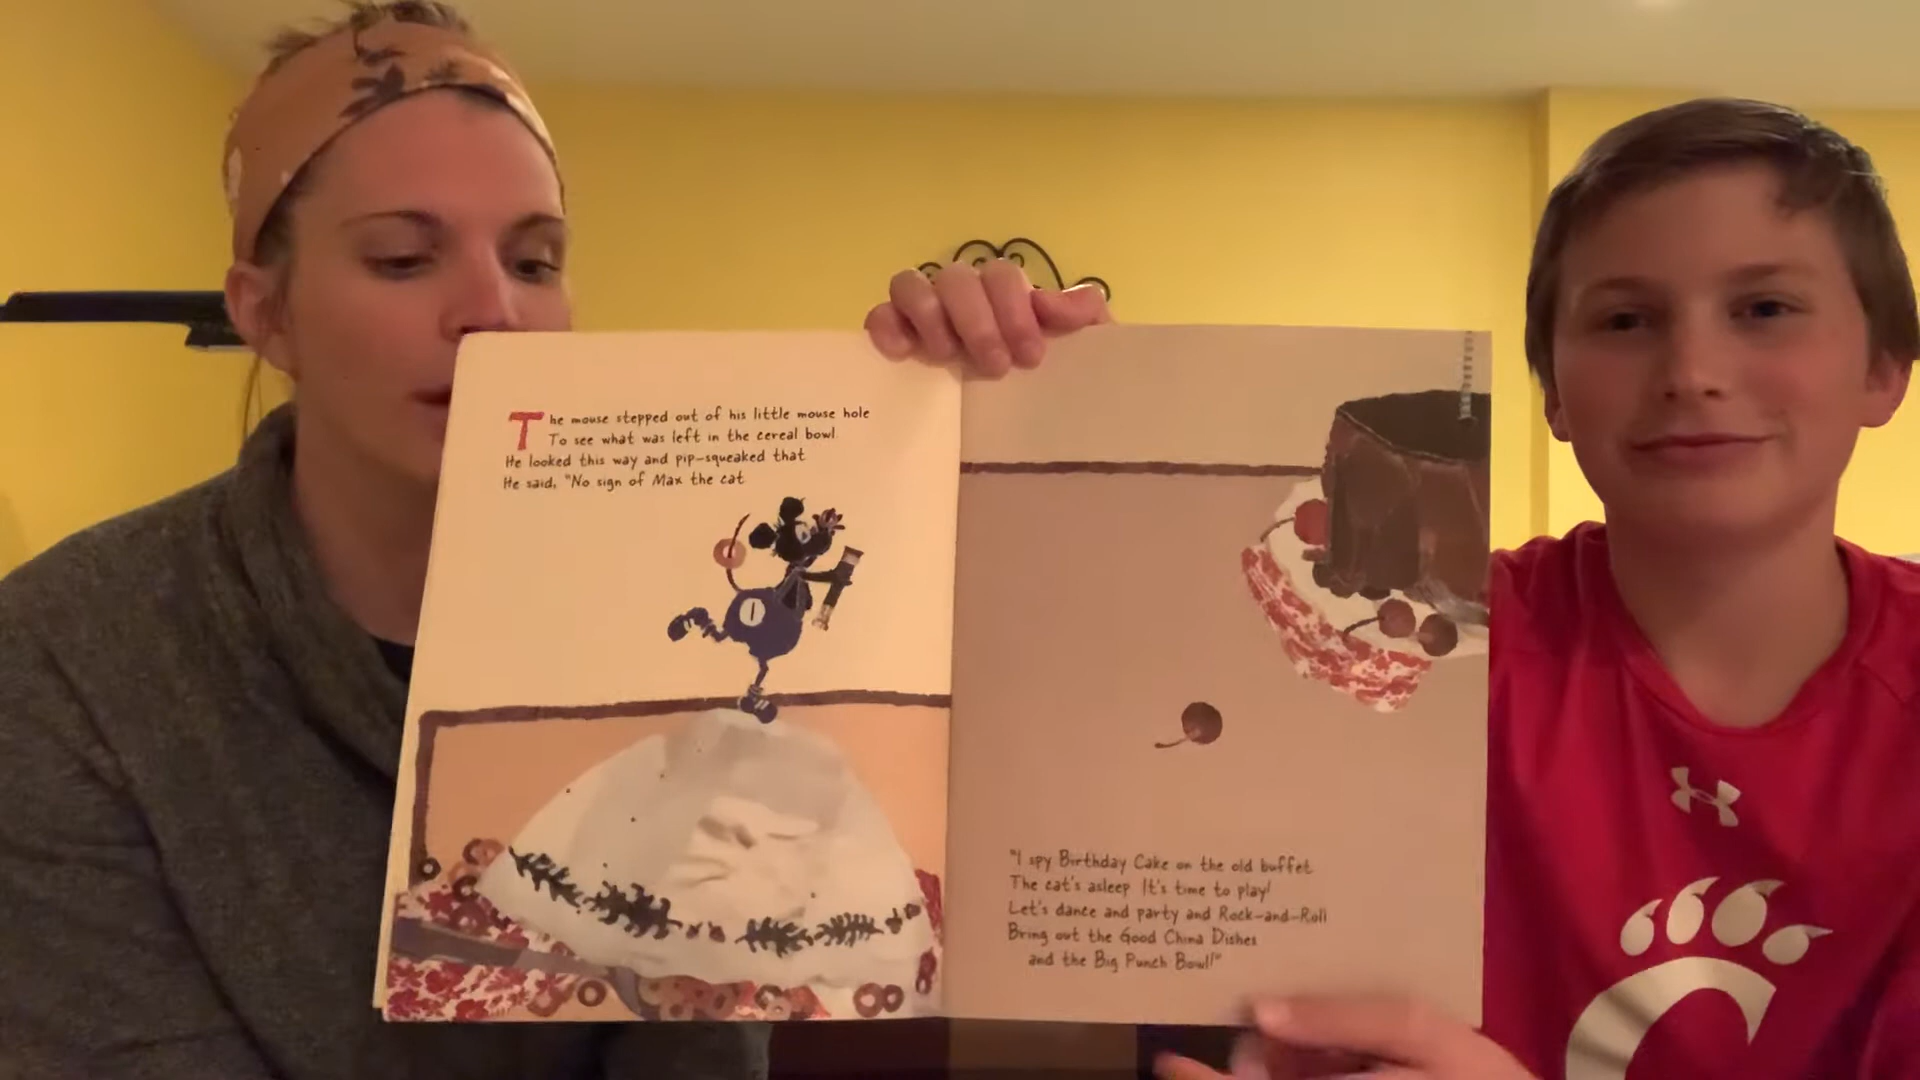 The mouse stepped out of his little mouse hole
To see what was left in the cereal bowl.
He looked this way and pip-squeaked that
He said, "No sign of Max the cat
"I spy Birthday Cake on the old buffet
The cat's asleep. It's time to play!
Let's dance and party and Rock-and-Roll
Bring out the Good China Dishes
and the Big Punch Bowl!"